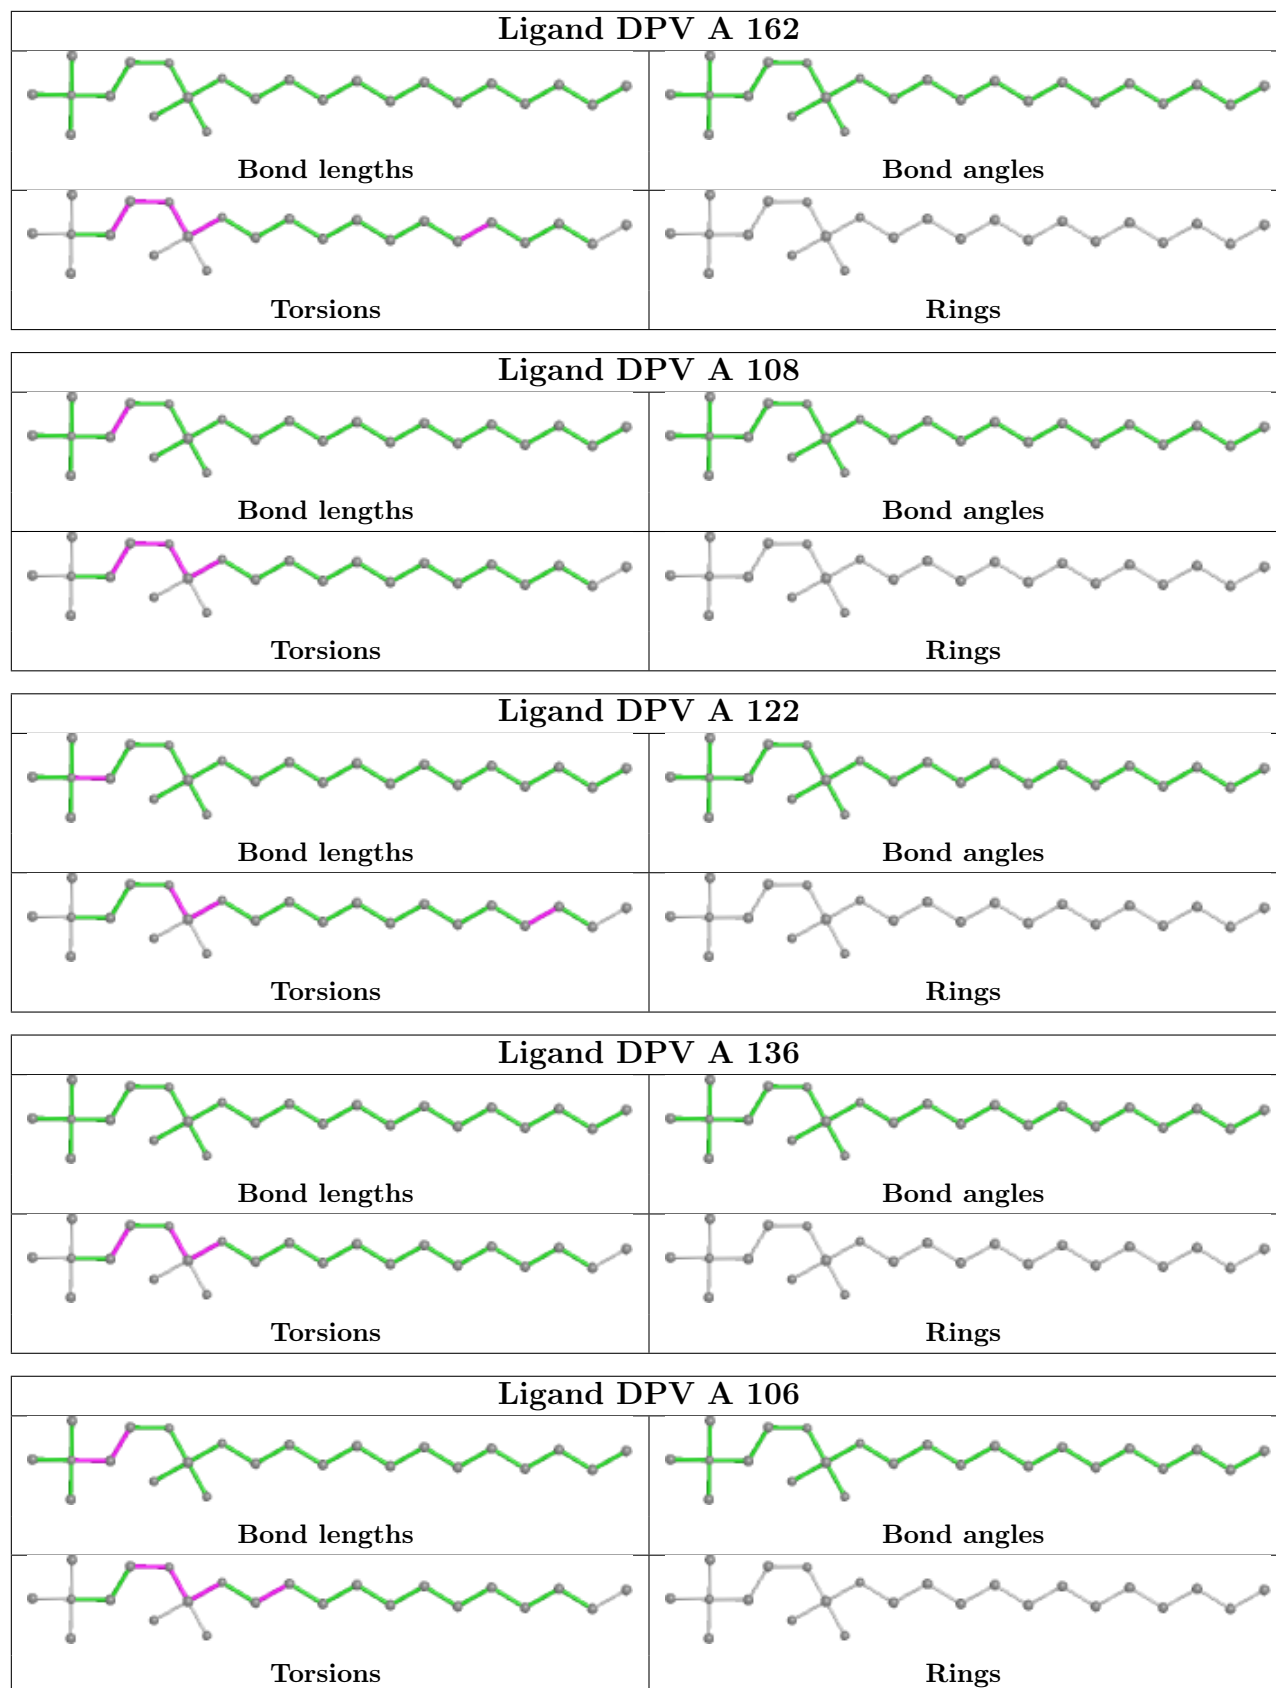 Ligand DPV A 162
Bond lengths
Bond angles
Torsions
Rings
Ligand DPV A 108
Bond lengths
Bond angles
Torsions
Rings
Ligand DPV A 122
Bond lengths
Bond angles
Torsions
Rings
Ligand DPV A 136
Bond lengths
Bond angles
Torsions
Rings
Ligand DPV A 106
Bond lengths
Bond angles
Torsions
Rings